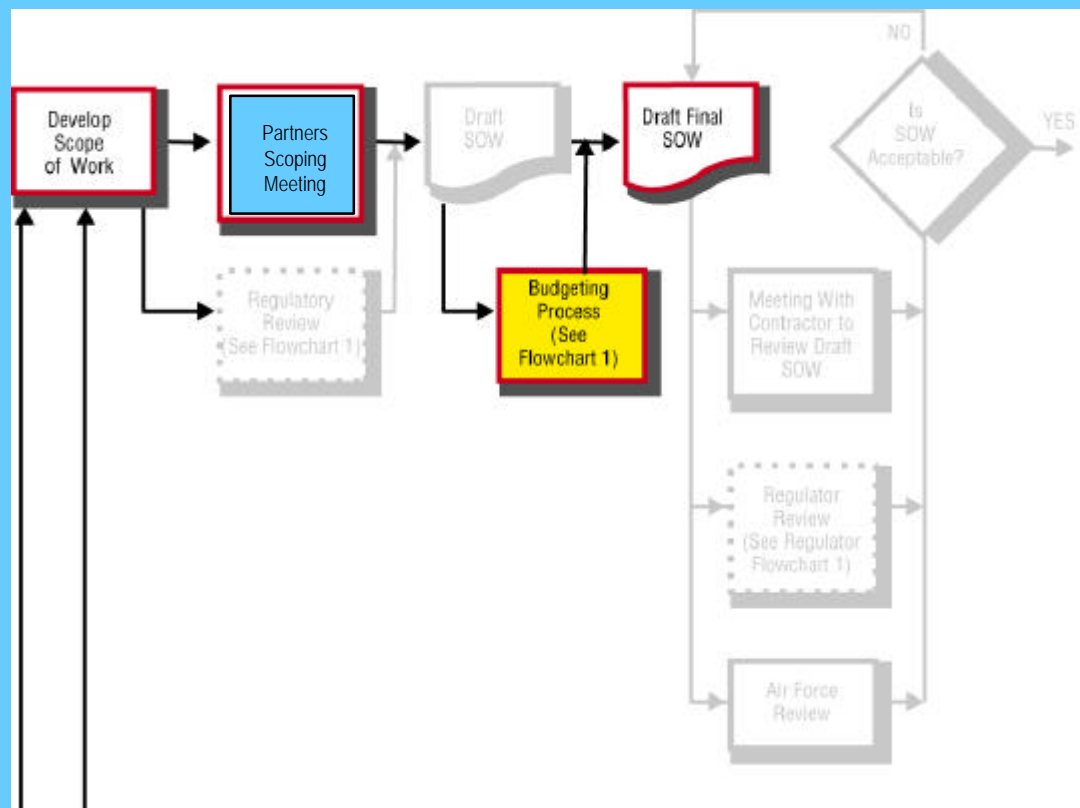 NO
Develop
Scope
of Work
Partners
Scoping
Meeting
Draft
SOW
Draft Final
SOW
Is
SOW
Acceptable?
YES
Regulatory
Review
(See Flowchart 1)
Budgeting
Process
(See
Flowchart 1)
Meeting With
Contractor to
Review Draft
SOW
Regulator
Review
(See Regulator
Flowchart 1)
Air Force
Review